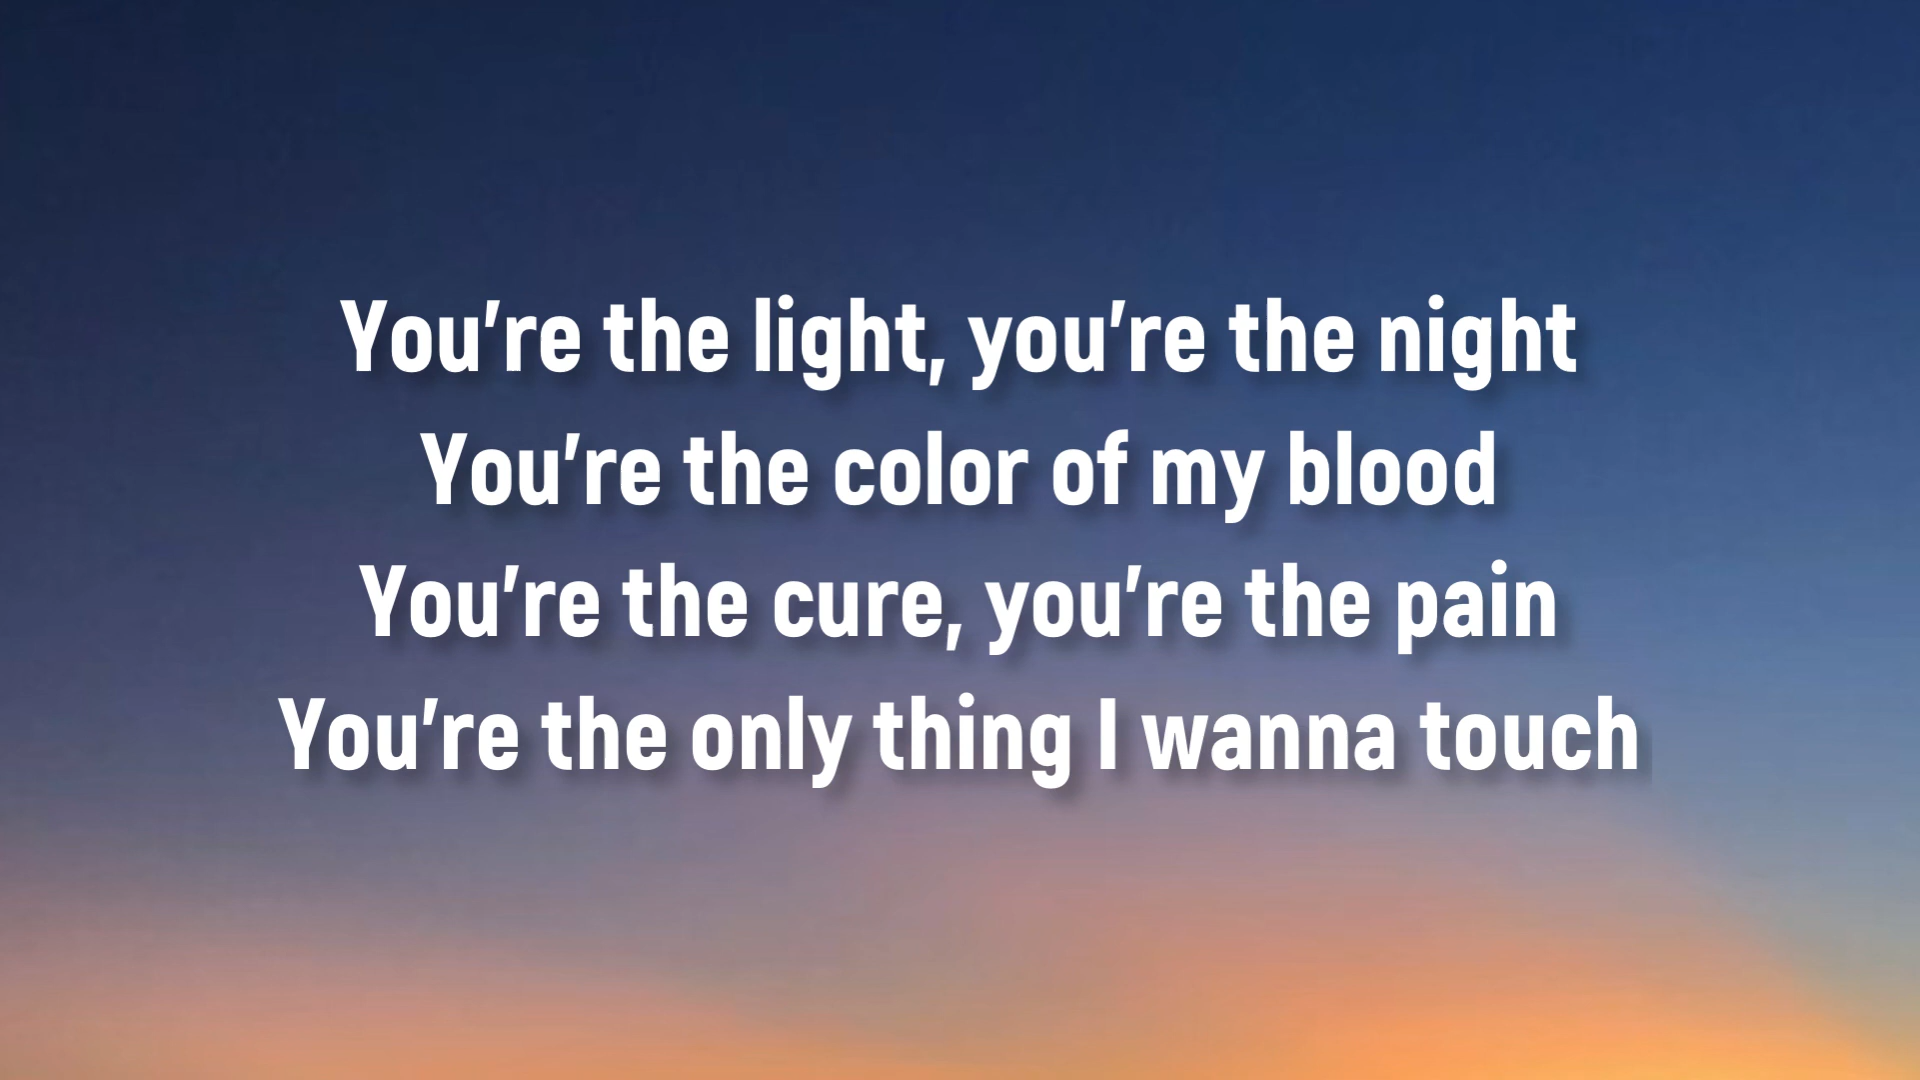 You're the light, you're the night
You're the color of my blood
You're the cure, you're the pain
You're the only thing I wanna touch